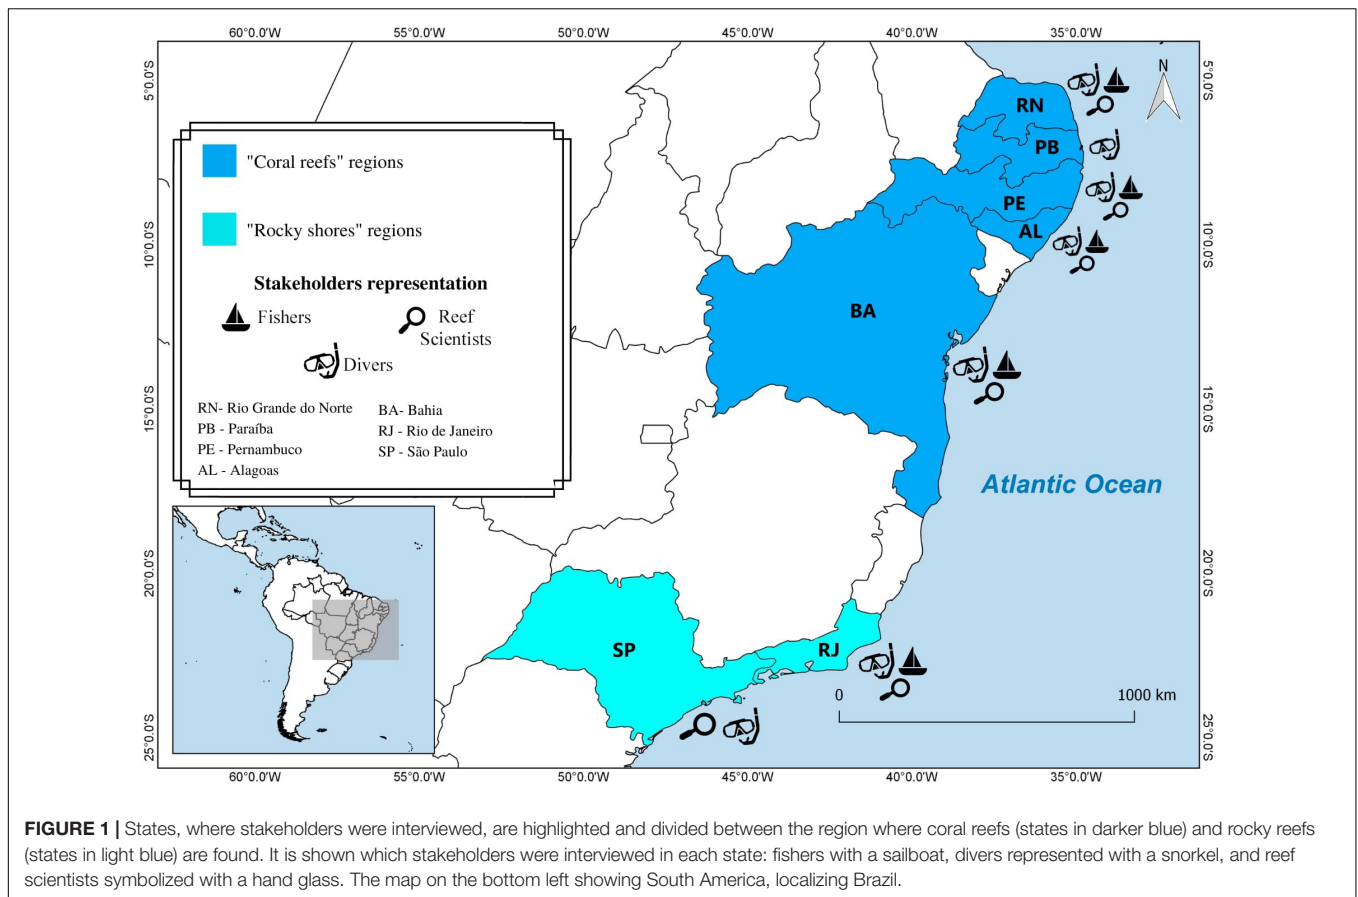 60°0.0'W 55°0.0'W 50°0.0'W 45°0.0'W 40°0.0'W 35°0.0'W
5°0.0'S 10°0.0'S 15°0.0'S 20°0.0'S 25°0.0'S
"Coral reefs" regions
"Rocky shores" regions
Stakeholders representation
Fishers
Reef
Scientists
Divers
RN- Rio Grande do Norte
PB - Paraíba
PE - Pernambuco
AL - Alagoas
BA- Bahia
RJ - Rio de Janeiro
SP - São Paulo
N
RN
PB
PE
AL
BA
SP
RJ
Atlantic Ocean
0 1000 km
5°0.0'S 10°0.0'S 15°0.0'S 20°0.0'S 25°0.0'S
60°0.0'W 55°0.0'W 50°0.0'W 45°0.0'W 40°0.0'W 35°0.0'W
FIGURE 1 | States, where stakeholders were interviewed, are highlighted and divided between the region where coral reefs (states in darker blue) and rocky reefs
(states in light blue) are found. It is shown which stakeholders were interviewed in each state: fishers with a sailboat, divers represented with a snorkel, and reef
scientists symbolized with a hand glass. The map on the bottom left showing South America, localizing Brazil.